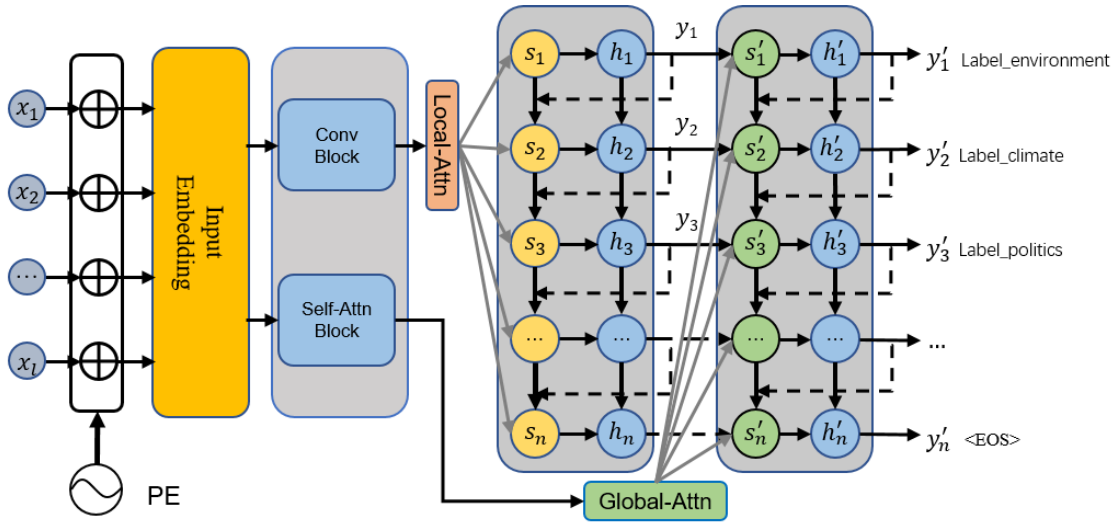 x₁
x₂
...
xₗ
PE
Input
Embedding
Conv
Block
Self-Attn
Block
Local-Attn
Global-Attn
s₁ h₁ y₁ s′₁ h′₁ y′₁ Label_environment
s₂ h₂ y₂ s′₂ h′₂ y′₂ Label_climate
s₃ h₃ y₃ s′₃ h′₃ y′₃ Label_politics
... ... ... ... ...
sₙ hₙ s′ₙ h′ₙ y′ₙ <EOS>